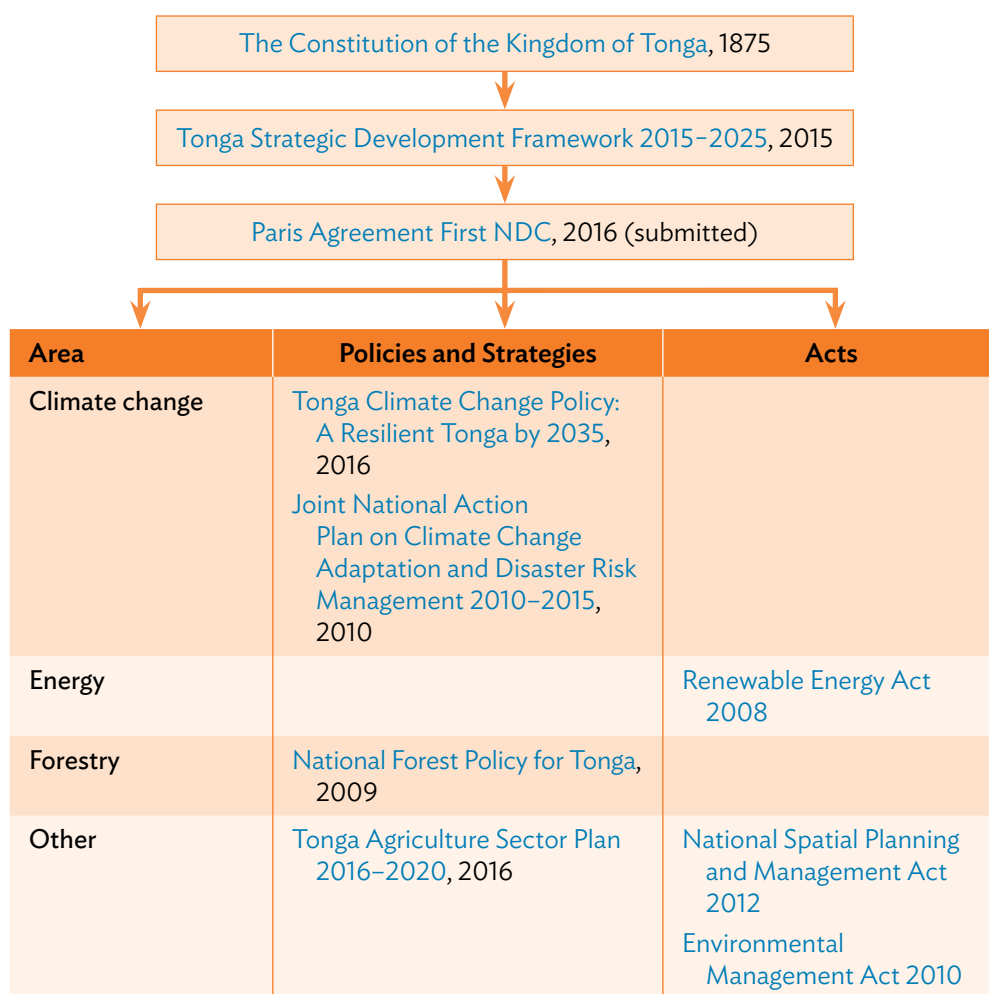 The Constitution of the Kingdom of Tonga, 1875
Tonga Strategic Development Framework 2015–2025, 2015
Paris Agreement First NDC, 2016 (submitted)
Area
Policies and Strategies
Acts
Climate change
Tonga Climate Change Policy:
A Resilient Tonga by 2035,
2016
Joint National Action
Plan on Climate Change
Adaptation and Disaster Risk
Management 2010–2015,
2010
Energy
Renewable Energy Act
2008
Forestry
National Forest Policy for Tonga,
2009
Other
Tonga Agriculture Sector Plan
2016–2020, 2016
National Spatial Planning
and Management Act
2012
Environmental
Management Act 2010